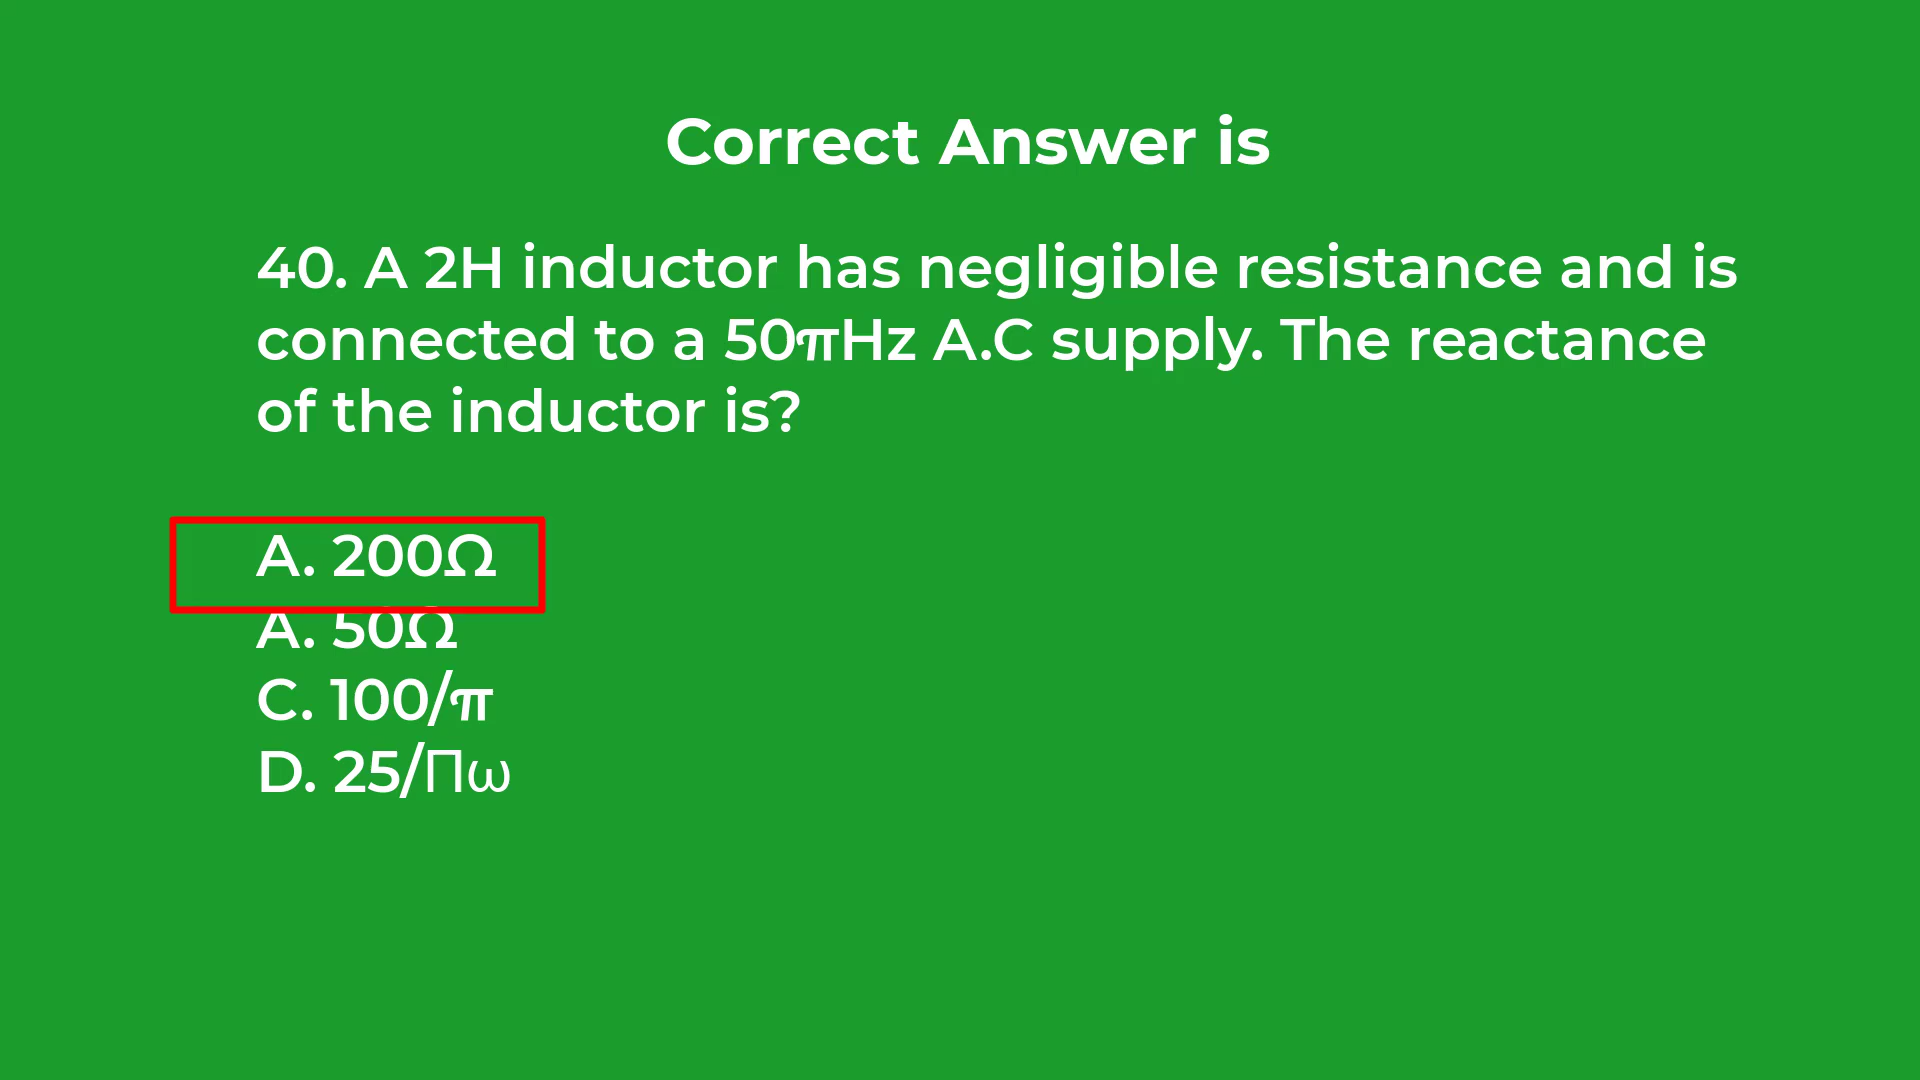 Correct Answer is
40. A 2H inductor has negligible resistance and is
connected to a 50πHz A.C supply. The reactance
of the inductor is?
A. 200Ω
A. 50Ω
C. 100/π
D. 25/Πω